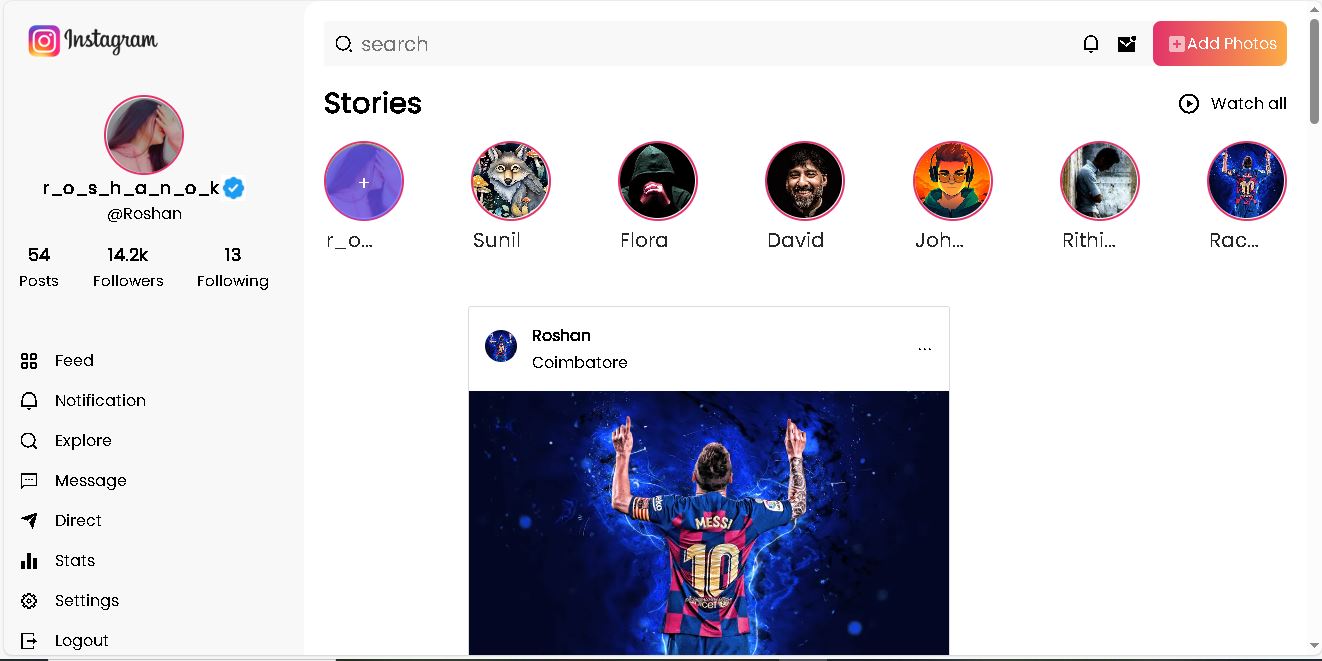 Instagram
search
Add Photos
Stories
Watch all
r_o_s_h_a_n_o_k
@Roshan
54
14.2k
13
Posts
Followers
Following
r_o...
Sunil
Flora
David
Joh...
Rithi...
Rac...
Roshan
Coimbatore
...
Feed
Notification
Explore
Message
Direct
Stats
Settings
Logout
MESSI
10
unicef